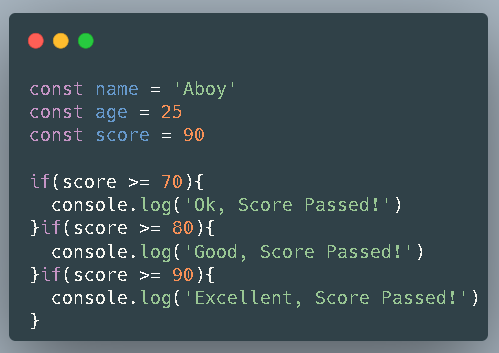 const name = 'Aboy'
const age = 25
const score = 90

if(score >= 70){
  console.log('Ok, Score Passed!')
}if(score >= 80){
  console.log('Good, Score Passed!')
}if(score >= 90){
  console.log('Excellent, Score Passed!')
}